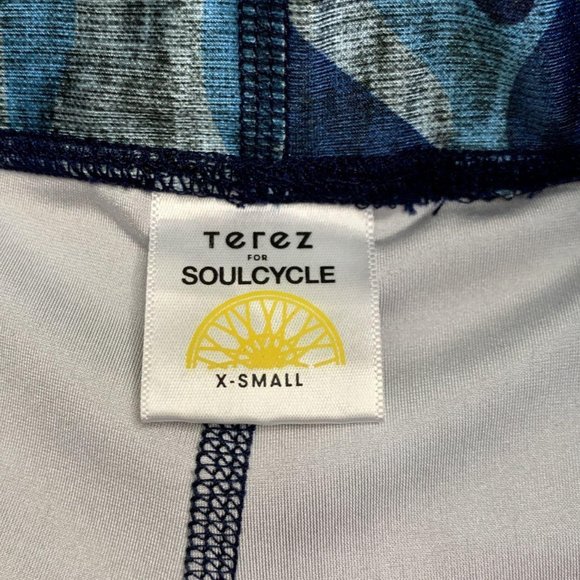 Terez
FOR
SOULCYCLE
X-SMALL